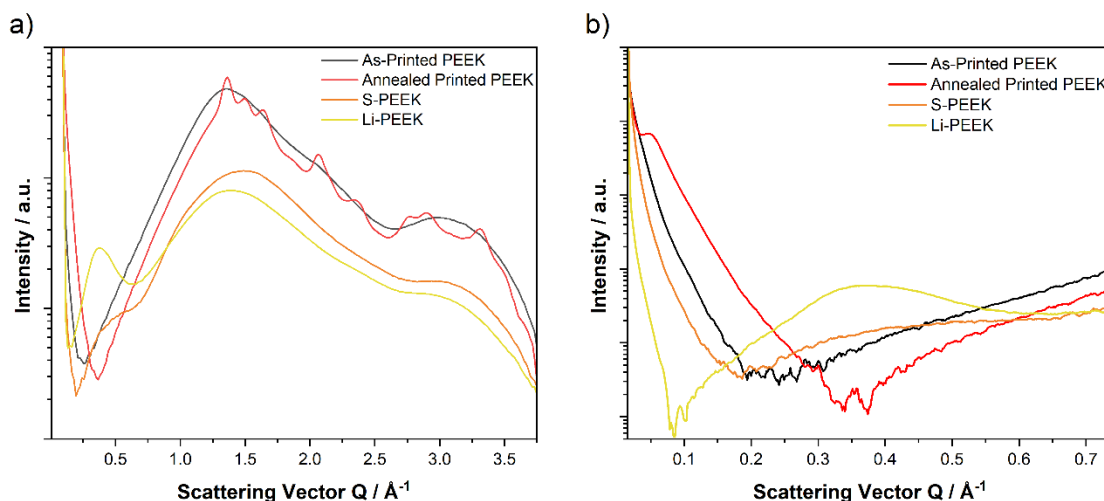 a)
As-Printed PEEK
Annealed Printed PEEK
S-PEEK
Li-PEEK
Intensity / a.u.
0.5 1.0 1.5 2.0 2.5 3.0 3.5
Scattering Vector Q / Å⁻¹
b)
As-Printed PEEK
Annealed Printed PEEK
S-PEEK
Li-PEEK
Intensity / a.u.
0.1 0.2 0.3 0.4 0.5 0.6 0.7
Scattering Vector Q / Å⁻¹